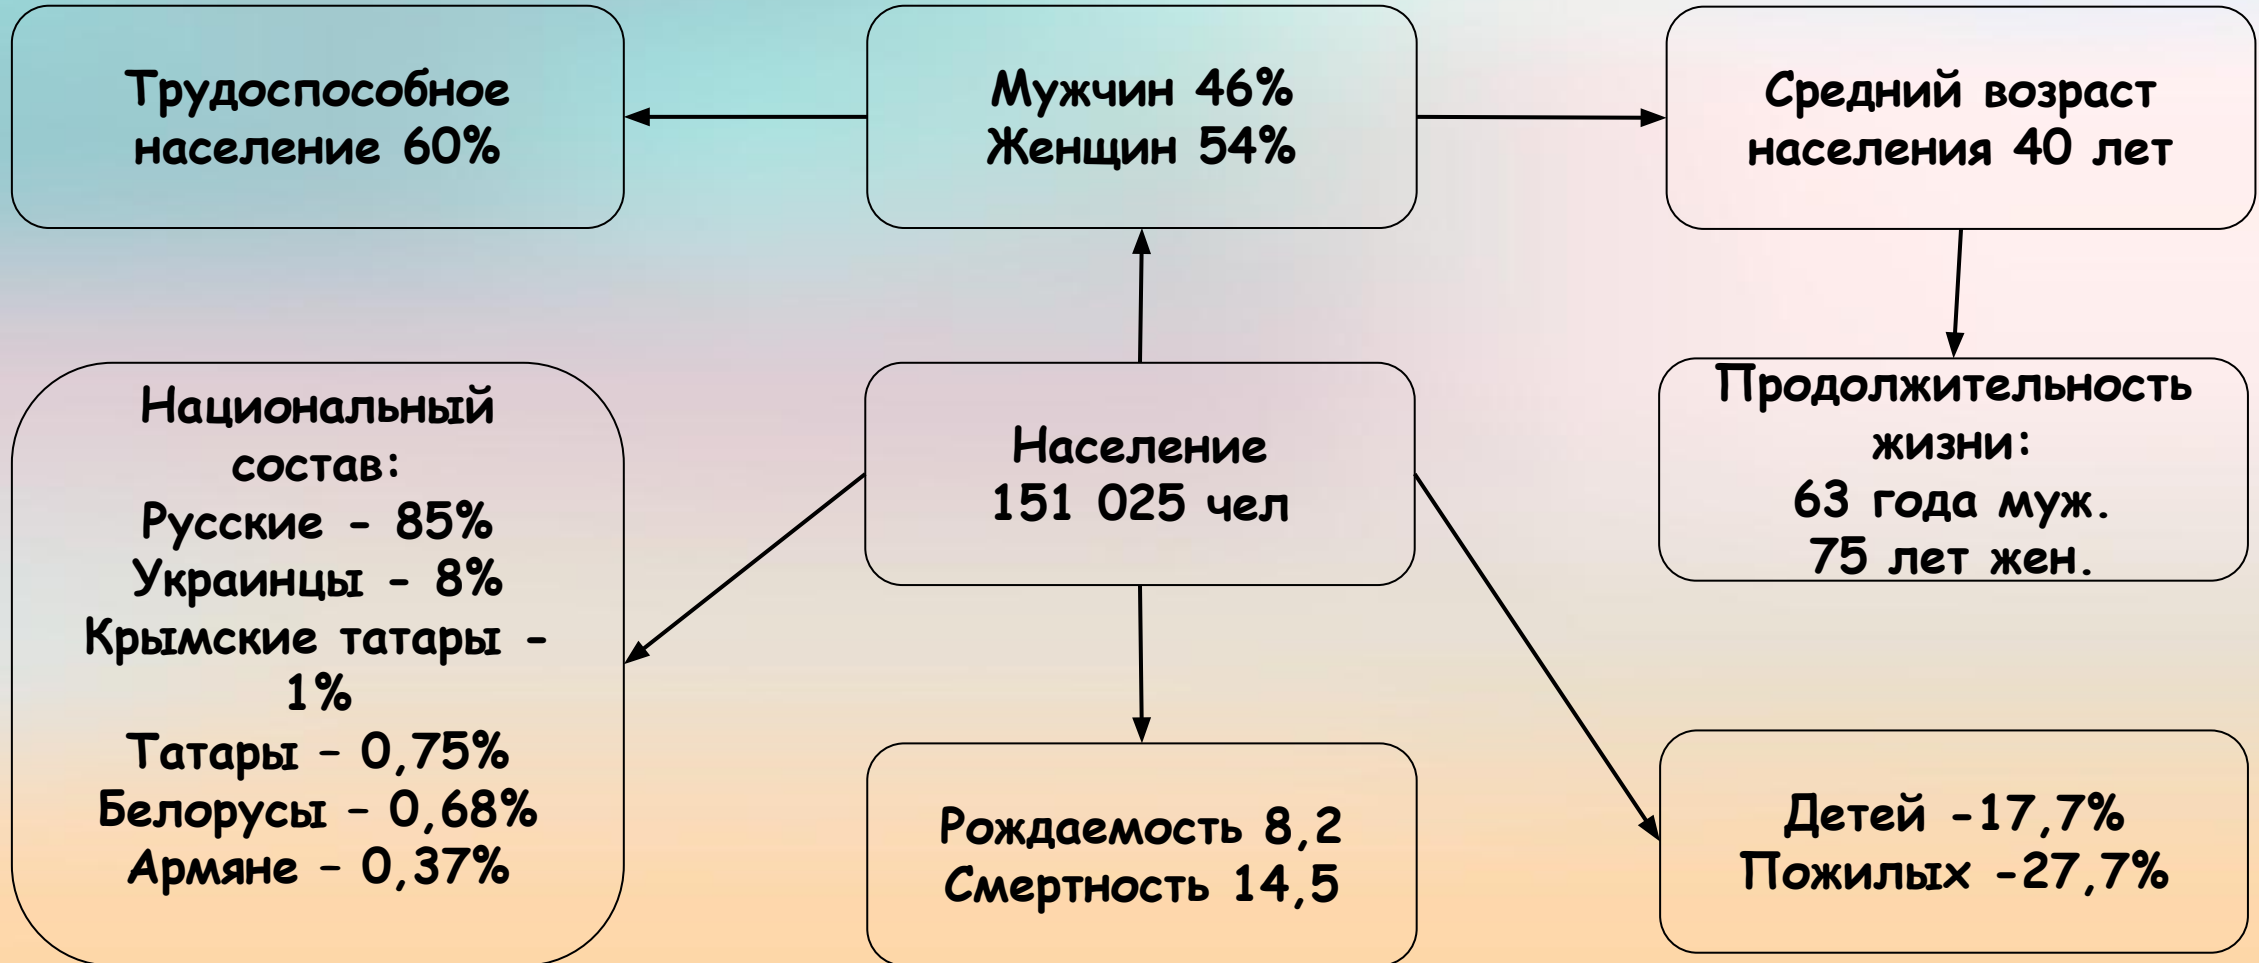 Трудоспособное
население 60%
Мужчин 46%
Женщин 54%
Средний возраст
населения 40 лет
Национальный
состав:
Русские - 85%
Украинцы - 8%
Крымские татары -
1%
Татары – 0,75%
Белорусы – 0,68%
Армяне – 0,37%
Население
151 025 чел
Продолжительность
жизни:
63 года муж.
75 лет жен.
Рождаемость 8,2
Смертность 14,5
Детей -17,7%
Пожилых -27,7%